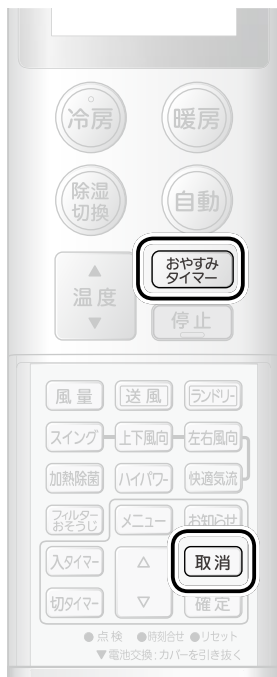 冷房 暖房
除湿切換 自動
おやすみ
タイマー
温度 停止
風量 送風 ランドリー
スイング 上下風向 左右風向
加熱除菌 ハイパワー 快適気流
フィルター
おそうじ メニュー お知らせ
入タイマー 取消
切タイマー 確定
●点検 ●時刻合せ ●リセット
▼電池交換:カバーを引き抜く